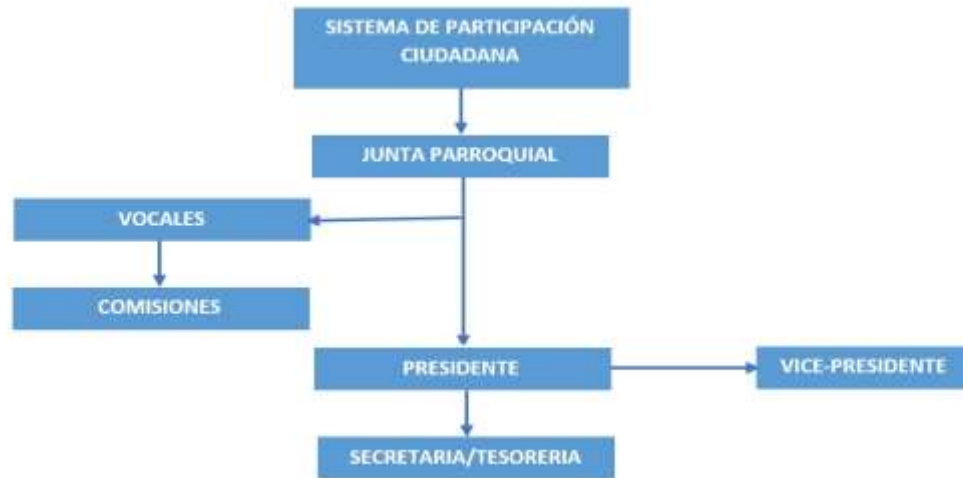 SISTEMA DE PARTICIPACIÓN
CIUDADANA
JUNTA PARROQUIAL
VOCALES
COMISIONES
PRESIDENTE
VICE-PRESIDENTE
SECRETARIA/TESORERIA